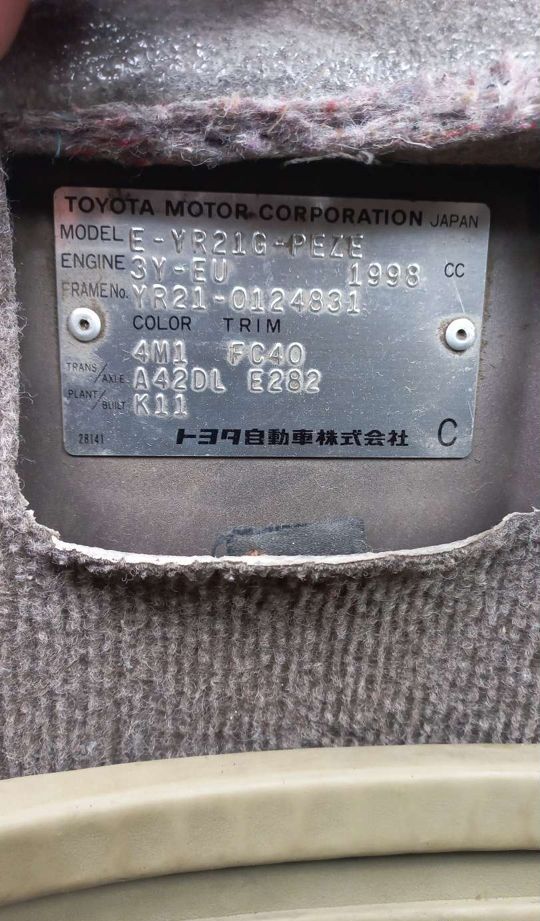 TOYOTA MOTOR CORPORATION JAPAN
MODEL E-YR21G-PEZE
ENGINE 3Y-EU 1998 CC
FRAME No. YR21-0124831
COLOR TRIM
4M1 FC40
TRANS/AXLE A42DL E282
PLANT/BUILT K11
28141 トヨタ自動車株式会社 C